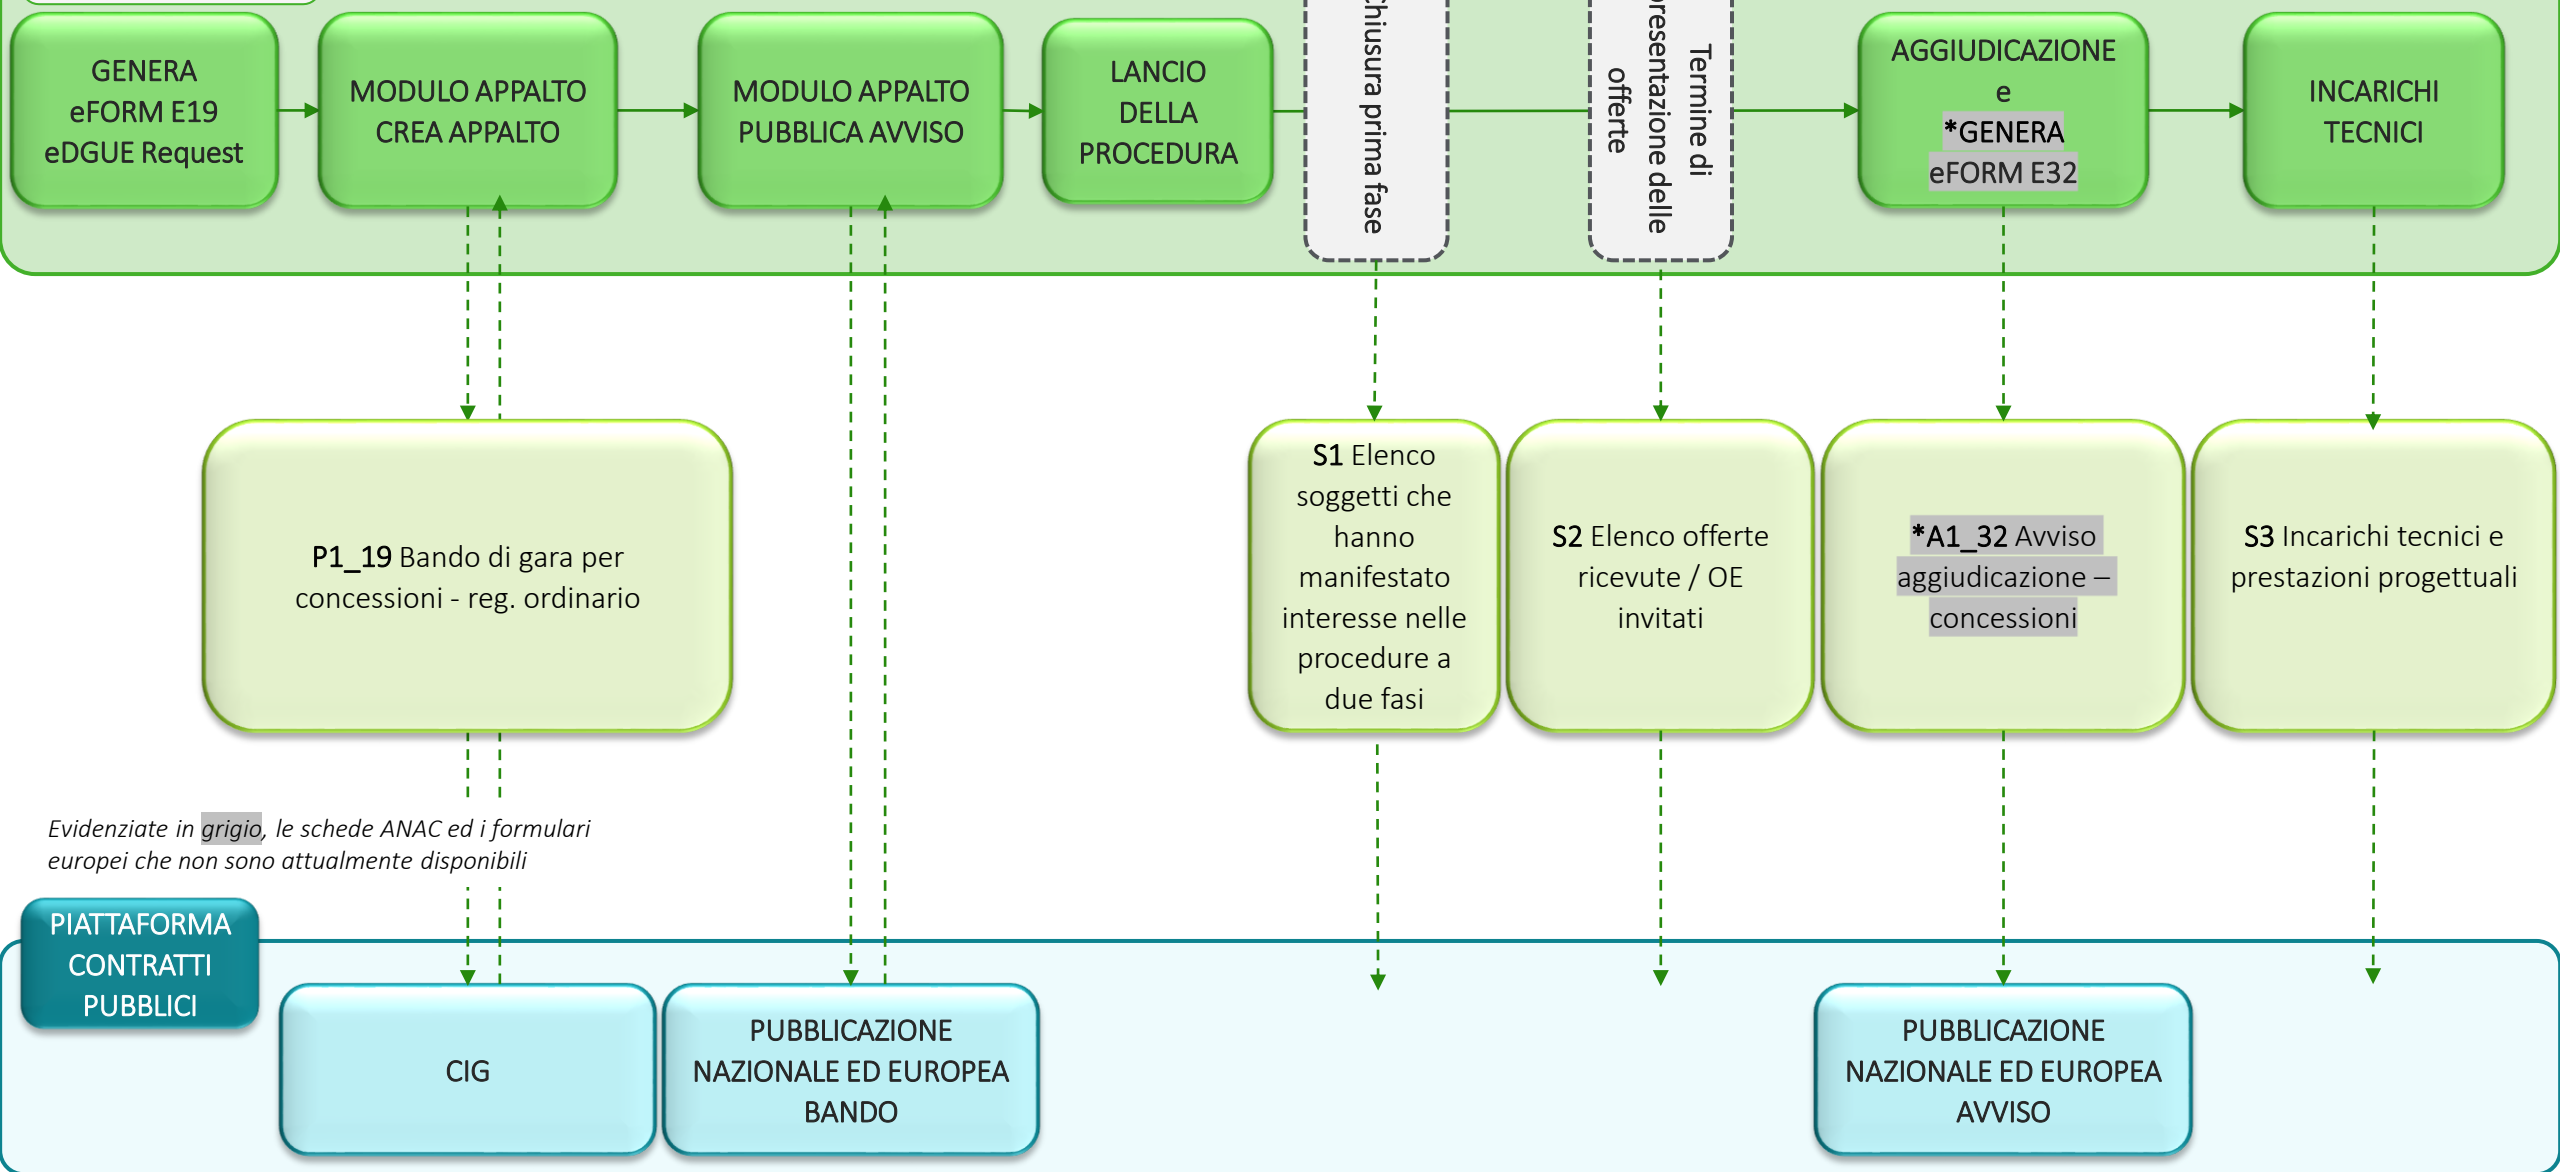 GENERA
eFORM E19
eDGUE Request
MODULO APPALTO
CREA APPALTO
MODULO APPALTO
PUBBLICA AVVISO
LANCIO
DELLA
PROCEDURA
Chiusura prima fase
Termine di
presentazione delle
offerte
AGGIUDICAZIONE
e
*GENERA
eFORM E32
INCARICHI
TECNICI
P1_19 Bando di gara per
concessioni - reg. ordinario
S1 Elenco
soggetti che
hanno
manifestato
interesse nelle
procedure a
due fasi
S2 Elenco offerte
ricevute / OE
invitati
*A1_32 Avviso
aggiudicazione –
concessioni
S3 Incarichi tecnici e
prestazioni progettuali
Evidenziate in grigio, le schede ANAC ed i formulari
europei che non sono attualmente disponibili
PIATTAFORMA
CONTRATTI
PUBBLICI
CIG
PUBBLICAZIONE
NAZIONALE ED EUROPEA
BANDO
PUBBLICAZIONE
NAZIONALE ED EUROPEA
AVVISO